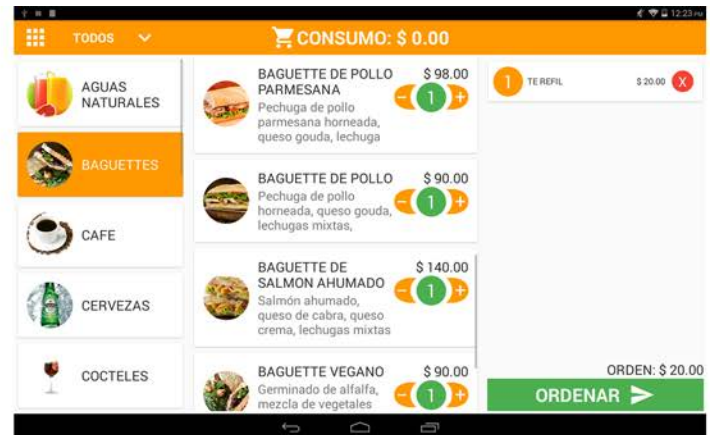 12:23 PM
TODOS
CONSUMO: $ 0.00
AGUAS
NATURALES
BAGUETTES
CAFE
CERVEZAS
COCTELES
BAGUETTE DE POLLO $ 98.00
PARMESANA
Pechuga de pollo
parmesana horneada,
queso gouda, lechuga
- 1 +
BAGUETTE DE POLLO $ 90.00
Pechuga de pollo
horneada, queso gouda,
lechugas mixtas,
- 1 +
BAGUETTE DE $ 140.00
SALMON AHUMADO
Salmón ahumado,
queso de cabra, queso
crema, lechugas mixtas
- 1 +
BAGUETTE VEGANO $ 90.00
Germinado de alfalfa,
mezcla de vegetales
- 1 +
1 TE REFIL $ 20.00 X
ORDEN: $ 20.00
ORDENAR